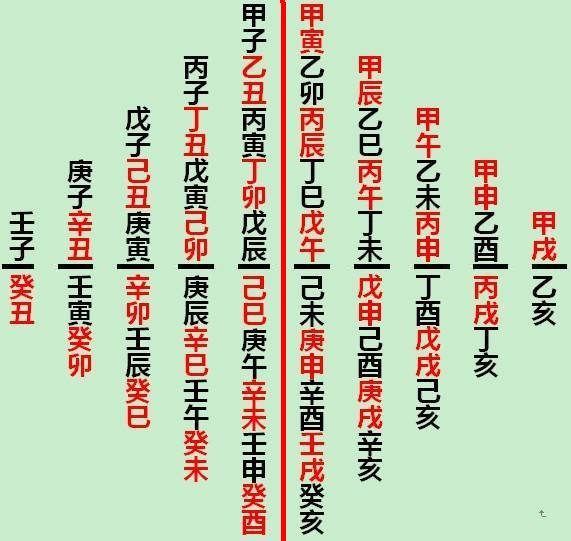 壬子癸丑
庚子辛丑壬寅癸卯
戊子己丑庚寅辛卯壬辰癸巳
丙子丁丑戊寅己卯庚辰辛巳壬午癸未
甲子乙丑丙寅丁卯戊辰己巳庚午辛未壬申癸酉
甲寅乙卯丙辰丁巳戊午己未庚申辛酉壬戌癸亥
甲辰乙巳丙午丁未戊申己酉庚戌辛亥
甲午乙未丙申丁酉戊戌己亥
甲申乙酉丙戌丁亥
甲戌乙亥